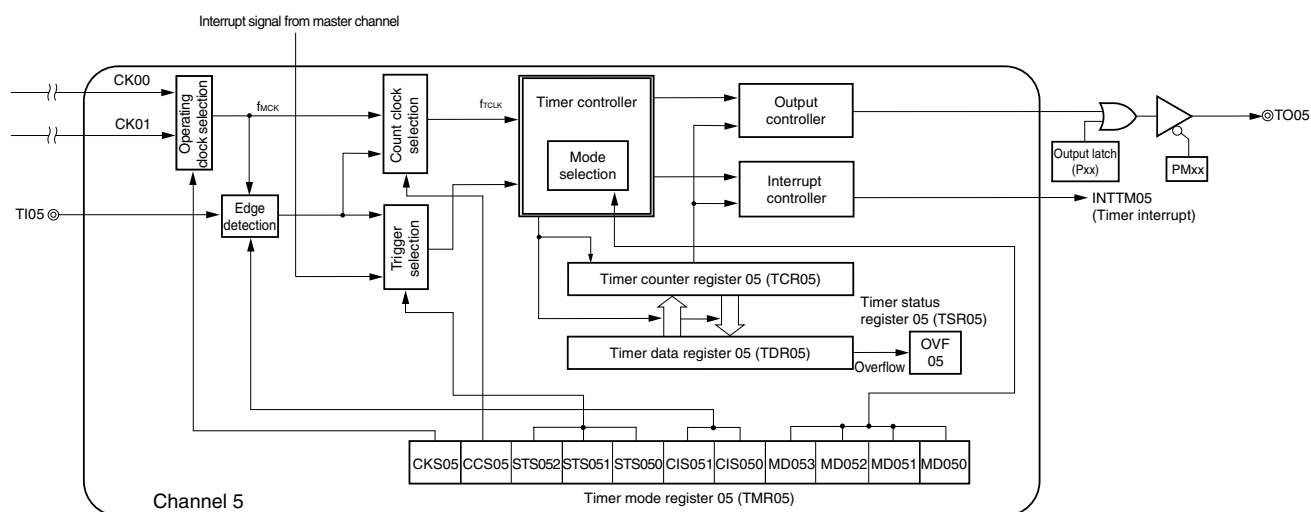 Interrupt signal from master channel
CK00
CK01
Operating
clock selection
fMCK
Count clock
selection
fTCLK
Timer controller
Mode
selection
Output
controller
TO05
Output latch
(Pxx)
PMxx
Interrupt
controller
INTTM05
(Timer interrupt)
TI05
Edge
detection
Trigger
selection
Timer counter register 05 (TCR05)
Timer status
register 05 (TSR05)
Timer data register 05 (TDR05)
Overflow
OVF
05
CKS05 CCS05 STS052 STS051 STS050 CIS051 CIS050 MD053 MD052 MD051 MD050
Channel 5
Timer mode register 05 (TMR05)